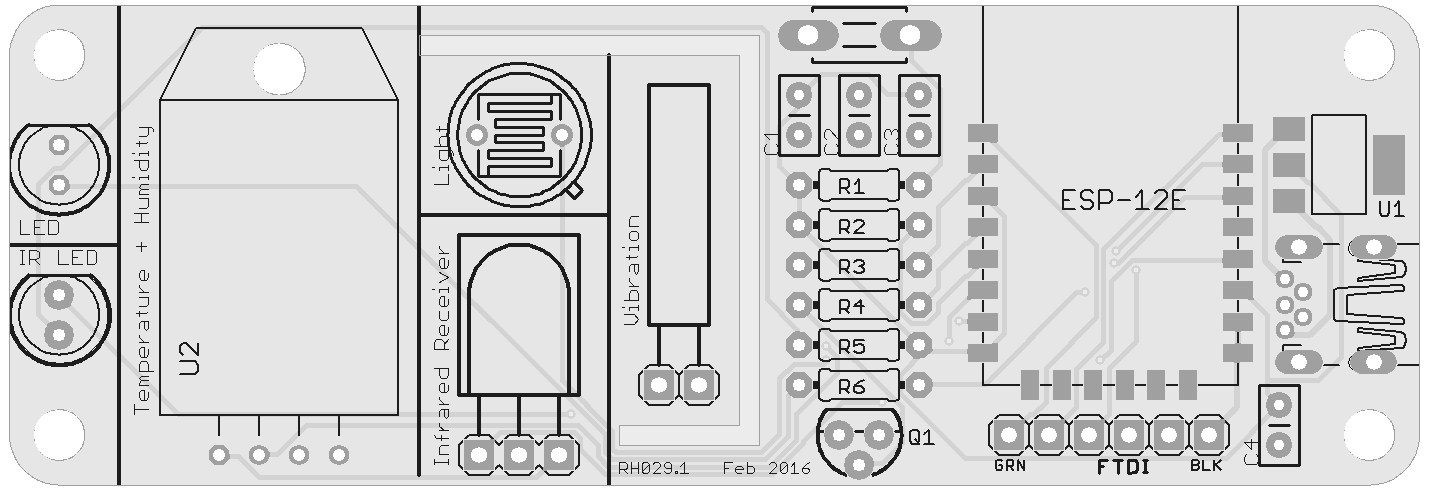 LED
IR LED
Temperature + Humidity
U2
Light
Infrared Receiver
Vibration
C1
C2
C3
R1
R2
R3
R4
R5
R6
Q1
RH029.1 Feb 2016
ESP-12E
U1
GRN
FTDI
BLK
C4